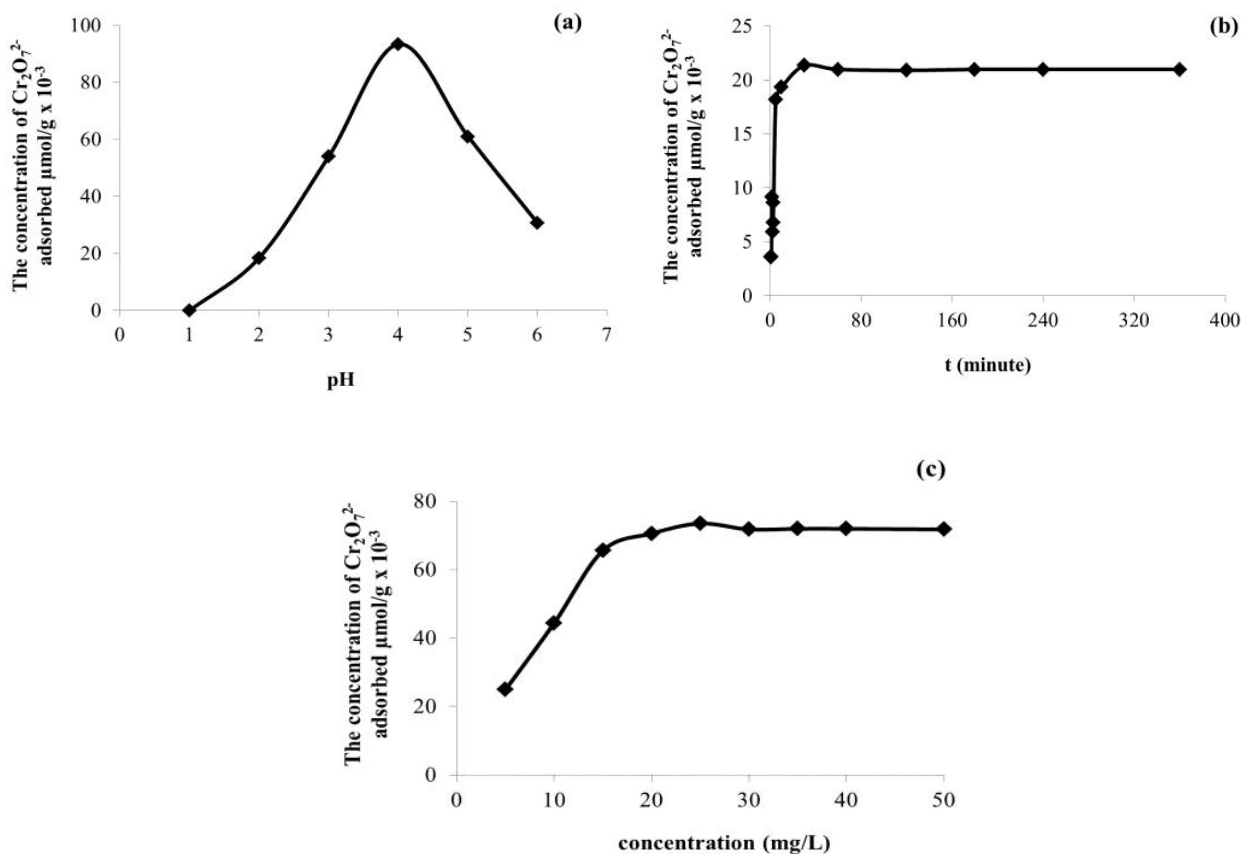 (a)
The concentration of Cr₂O₇²⁻
adsorbed µmol/g x 10⁻³
100
80
60
40
20
0
0 1 2 3 4 5 6 7
pH
(b)
The concentration of Cr₂O₇²⁻
adsorbed µmol/g x 10⁻³
25
20
15
10
5
0
0 80 160 240 320 400
t (minute)
(c)
The concentration of Cr₂O₇²⁻
adsorbed µmol/g x 10⁻³
80
60
40
20
0
0 10 20 30 40 50
concentration (mg/L)